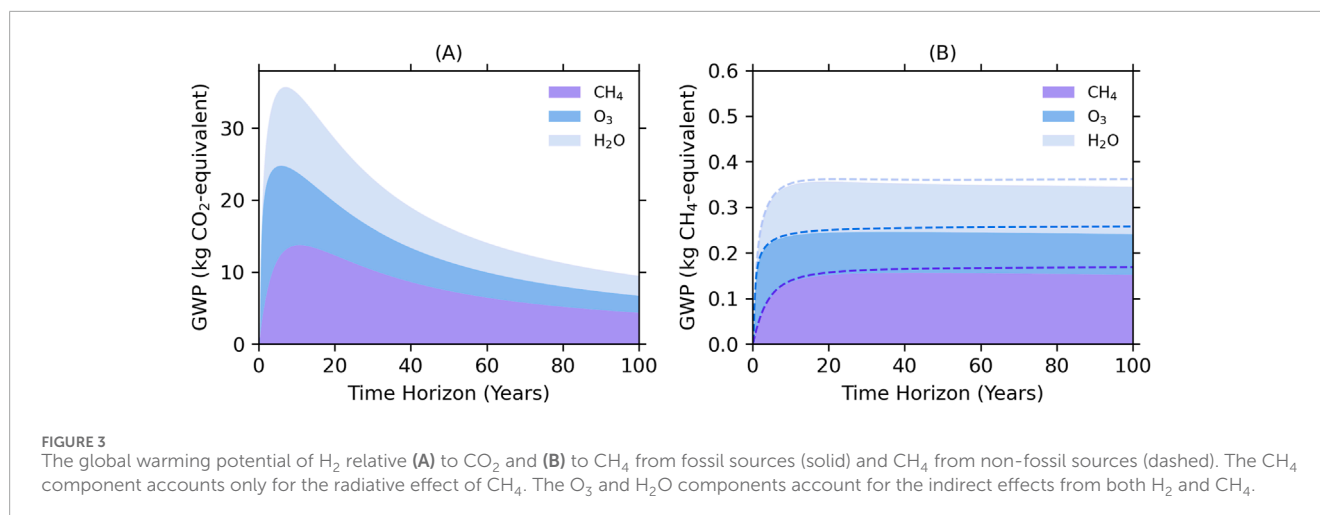 (A)
GWP (kg CO₂-equivalent)
30
20
10
0
CH₄
O₃
H₂O
0 20 40 60 80 100
Time Horizon (Years)
(B)
GWP (kg CH₄-equivalent)
0.6
0.5
0.4
0.3
0.2
0.1
0.0
CH₄
O₃
H₂O
0 20 40 60 80 100
Time Horizon (Years)
FIGURE 3
The global warming potential of H₂ relative (A) to CO₂ and (B) to CH₄ from fossil sources (solid) and CH₄ from non-fossil sources (dashed). The CH₄
component accounts only for the radiative effect of CH₄. The O₃ and H₂O components account for the indirect effects from both H₂ and CH₄.